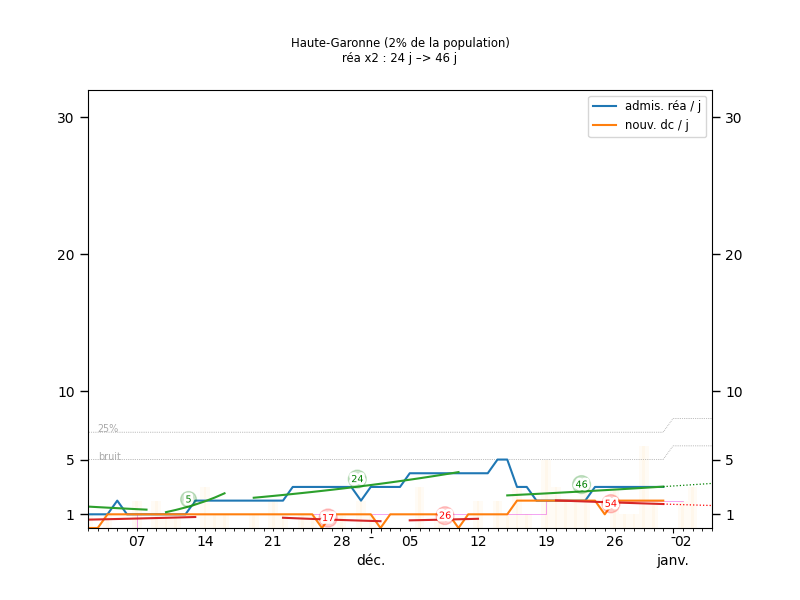 Haute-Garonne (2% de la population)
réa x2 : 24 j –> 46 j
admis. réa / j
nouv. dc / j
30 30
20 20
10 10
25%
5 bruit 5
24
46
5
54
17 26
1 1
07 14 21 28 - 05 12 19 26 - 02
déc. janv.